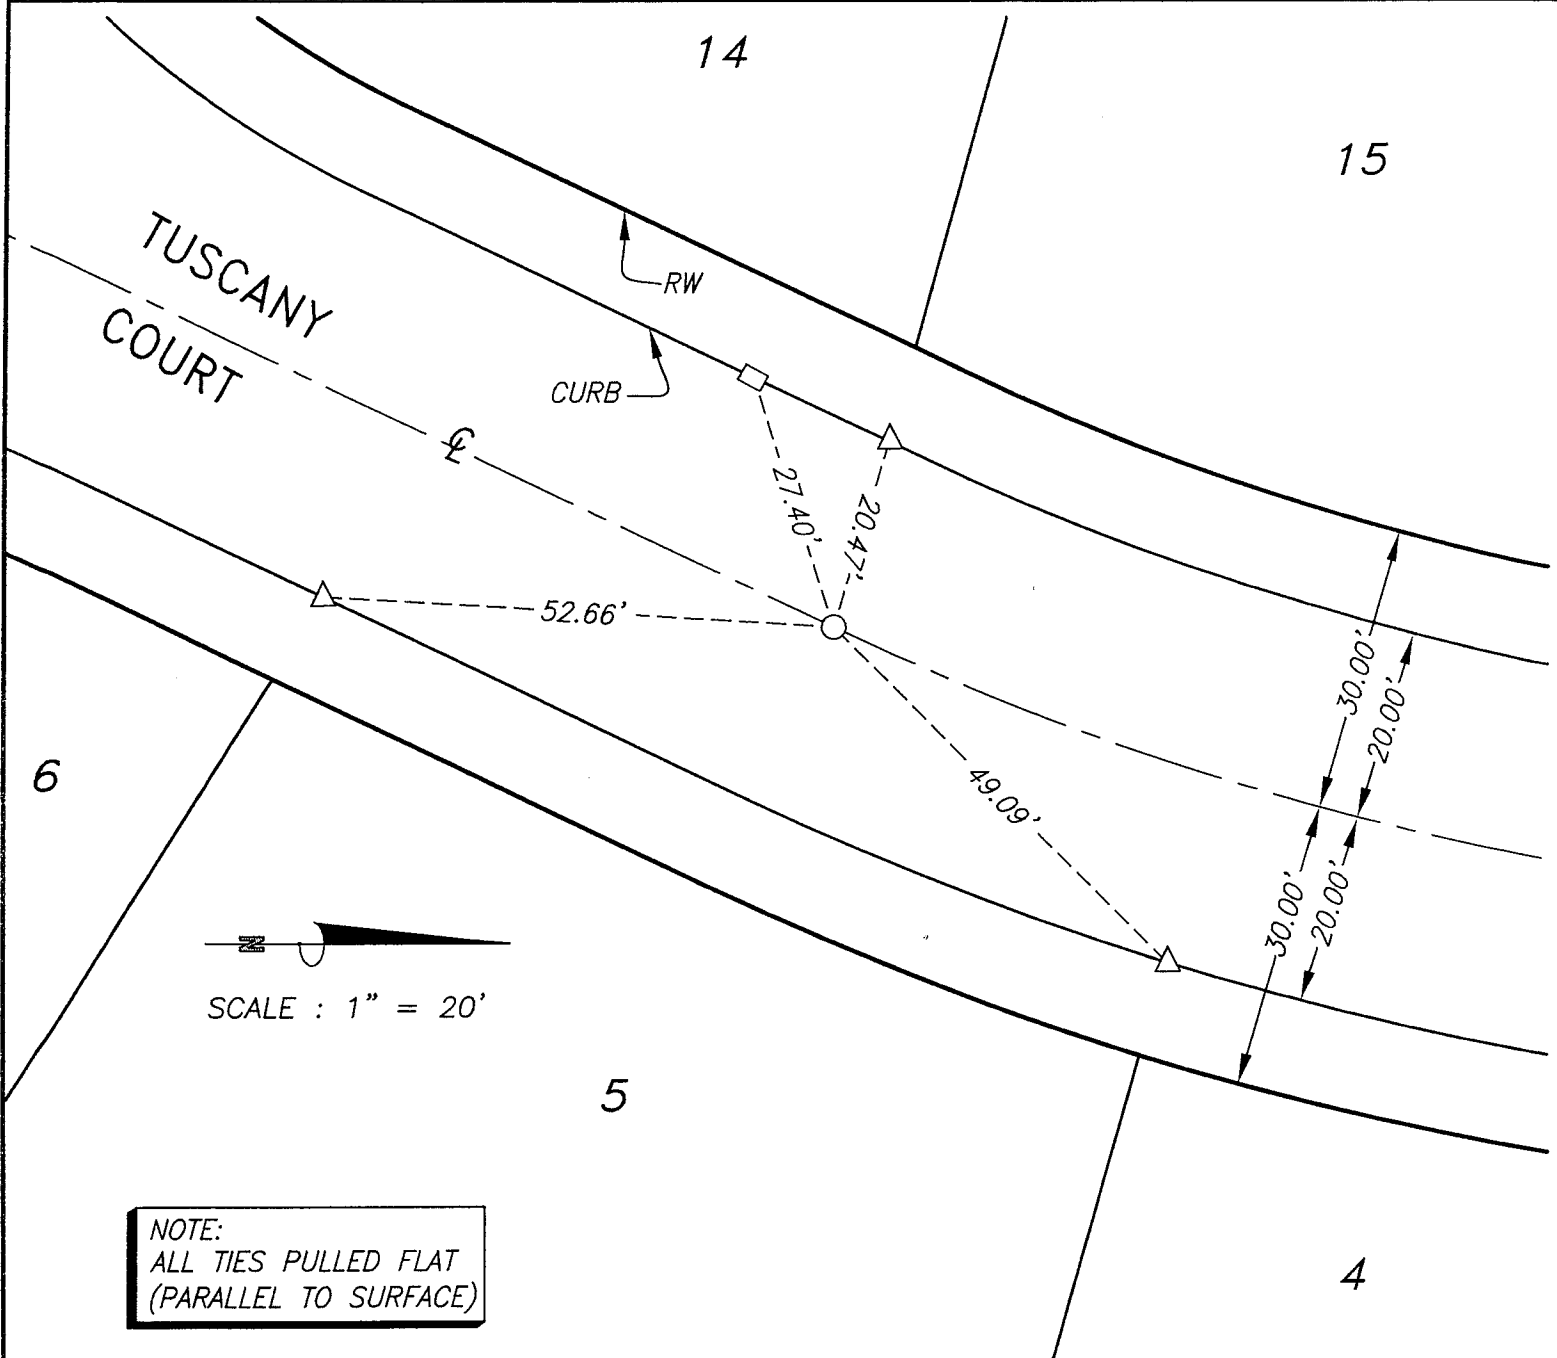 14
15
TUSCANY
COURT
RW
CURB
℄
27.40'
20.47'
52.66'
30.00'
20.00'
49.09'
6
30.00'
20.00'
N
SCALE : 1" = 20'
5
NOTE:
ALL TIES PULLED FLAT
(PARALLEL TO SURFACE)
4